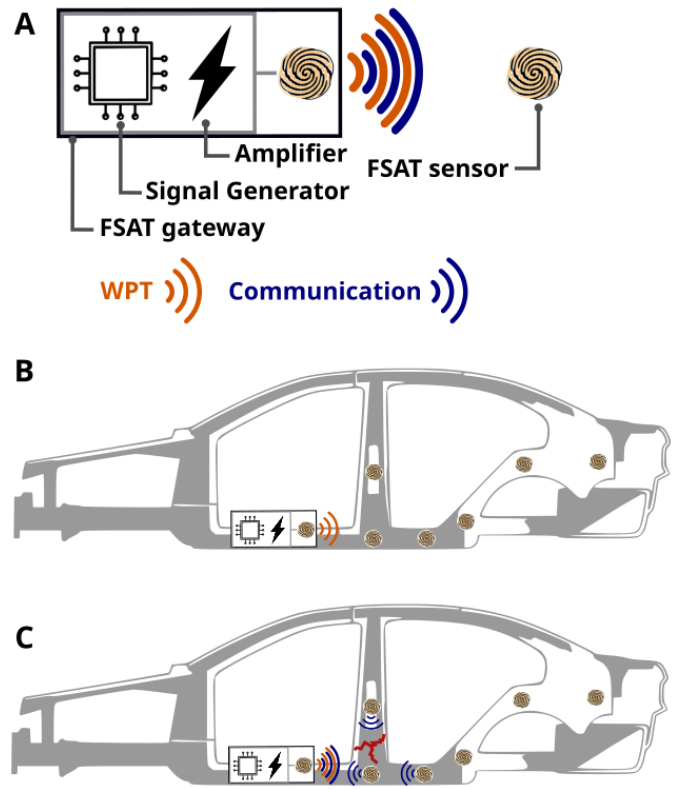 A
Amplifier
FSAT sensor
Signal Generator
FSAT gateway
WPT
Communication
B
C